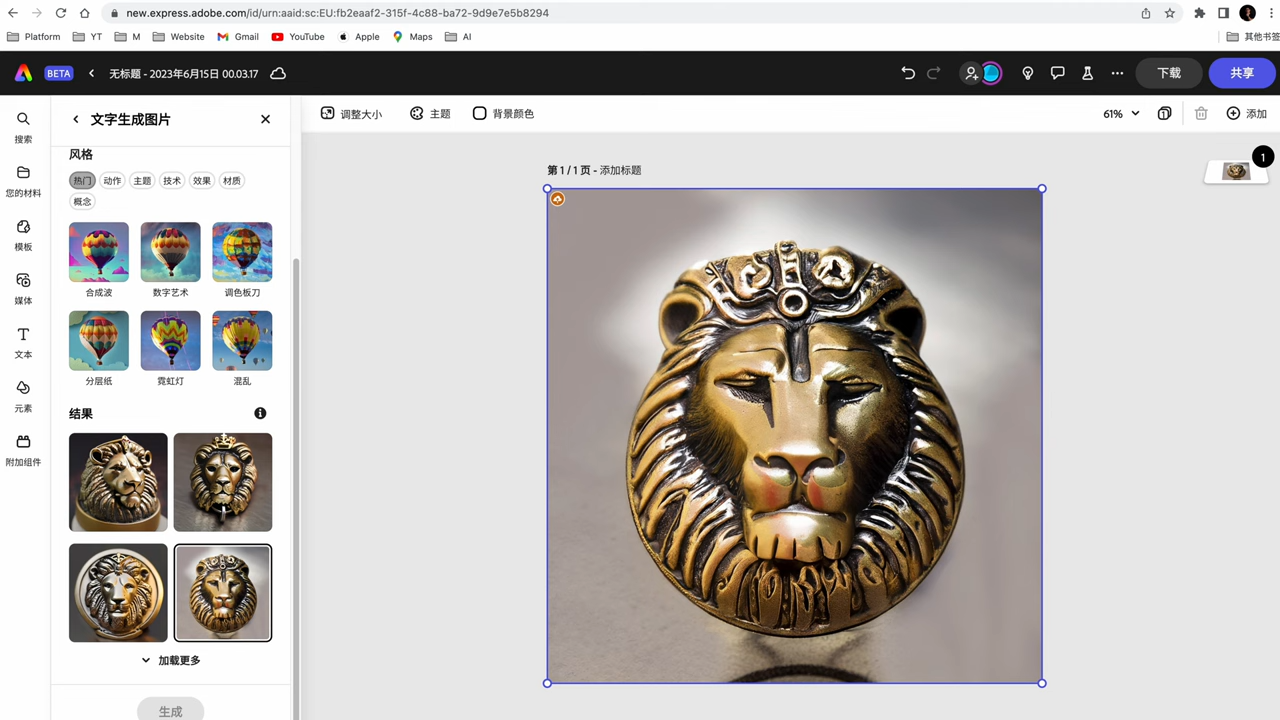 new.express.adobe.com/id/urn:aaid:sc:EU:fb2eaaf2-315f-4c88-ba72-9d9e7e5b8294
Platform YT M Website Gmail YouTube Apple Maps AI 其他书签
BETA 无标题 - 2023年6月15日 00.03.17 下载 共享
搜索
您的材料
模板
媒体
文本
元素
附加组件
文字生成图片
风格
热门 动作 主题 技术 效果 材质
概念
合成波 数字艺术 调色板刀
分层纸 霓虹灯 混乱
结果
加载更多
生成
调整大小 主题 背景颜色 61% 1 添加
第 1 / 1 页 - 添加标题
1